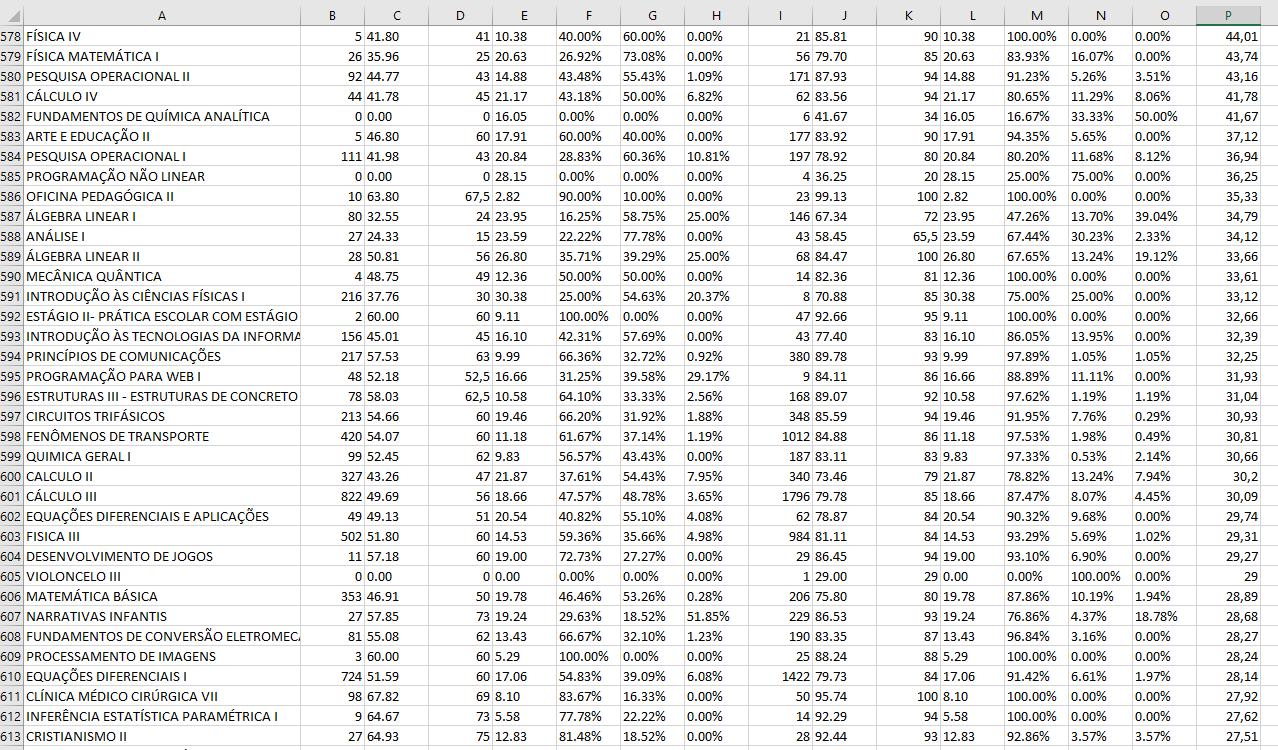 A B C D E F G H I J K L M N O P
578 FÍSICA IV 5 41.80 41 10.38 40.00% 60.00% 0.00% 21 85.81 90 10.38 100.00% 0.00% 0.00% 44,01
579 FÍSICA MATEMÁTICA I 26 35.96 25 20.63 26.92% 73.08% 0.00% 56 79.70 85 20.63 83.93% 16.07% 0.00% 43,74
580 PESQUISA OPERACIONAL II 92 44.77 43 14.88 43.48% 55.43% 1.09% 171 87.93 94 14.88 91.23% 5.26% 3.51% 43,16
581 CÁLCULO IV 44 41.78 45 21.17 43.18% 50.00% 6.82% 62 83.56 94 21.17 80.65% 11.29% 8.06% 41,78
582 FUNDAMENTOS DE QUÍMICA ANALÍTICA 0 0.00 0 16.05 0.00% 0.00% 0.00% 6 41.67 34 16.05 16.67% 33.33% 50.00% 41,67
583 ARTE E EDUCAÇÃO II 5 46.80 60 17.91 60.00% 40.00% 0.00% 177 83.92 90 17.91 94.35% 5.65% 0.00% 37,12
584 PESQUISA OPERACIONAL I 111 41.98 43 20.84 28.83% 60.36% 10.81% 197 78.92 80 20.84 80.20% 11.68% 8.12% 36,94
585 PROGRAMAÇÃO NÃO LINEAR 0 0.00 0 28.15 0.00% 0.00% 0.00% 4 36.25 20 28.15 25.00% 75.00% 0.00% 36,25
586 OFICINA PEDAGÓGICA II 10 63.80 67,5 2.82 90.00% 10.00% 0.00% 23 99.13 100 2.82 100.00% 0.00% 0.00% 35,33
587 ÁLGEBRA LINEAR I 80 32.55 24 23.95 16.25% 58.75% 25.00% 146 67.34 72 23.95 47.26% 13.70% 39.04% 34,79
588 ANÁLISE I 27 24.33 15 23.59 22.22% 77.78% 0.00% 43 58.45 65,5 23.59 67.44% 30.23% 2.33% 34,12
589 ÁLGEBRA LINEAR II 28 50.81 56 26.80 35.71% 39.29% 25.00% 68 84.47 100 26.80 67.65% 13.24% 19.12% 33,66
590 MECÂNICA QUÂNTICA 4 48.75 49 12.36 50.00% 50.00% 0.00% 14 82.36 81 12.36 100.00% 0.00% 0.00% 33,61
591 INTRODUÇÃO ÀS CIÊNCIAS FÍSICAS I 216 37.76 30 30.38 25.00% 54.63% 20.37% 8 70.88 85 30.38 75.00% 25.00% 0.00% 33,12
592 ESTÁGIO II- PRÁTICA ESCOLAR COM ESTÁGIO 2 60.00 60 9.11 100.00% 0.00% 0.00% 47 92.66 95 9.11 100.00% 0.00% 0.00% 32,66
593 INTRODUÇÃO ÀS TECNOLOGIAS DA INFORMA 156 45.01 45 16.10 42.31% 57.69% 0.00% 43 77.40 83 16.10 86.05% 13.95% 0.00% 32,39
594 PRINCÍPIOS DE COMUNICAÇÕES 217 57.53 63 9.99 66.36% 32.72% 0.92% 380 89.78 93 9.99 97.89% 1.05% 1.05% 32,25
595 PROGRAMAÇÃO PARA WEB I 48 52.18 52,5 16.66 31.25% 39.58% 29.17% 9 84.11 86 16.66 88.89% 11.11% 0.00% 31,93
596 ESTRUTURAS III - ESTRUTURAS DE CONCRETO 78 58.03 62,5 10.58 64.10% 33.33% 2.56% 168 89.07 92 10.58 97.62% 1.19% 1.19% 31,04
597 CIRCUITOS TRIFÁSICOS 213 54.66 60 19.46 66.20% 31.92% 1.88% 348 85.59 94 19.46 91.95% 7.76% 0.29% 30,93
598 FENÔMENOS DE TRANSPORTE 420 54.07 60 11.18 61.67% 37.14% 1.19% 1012 84.88 86 11.18 97.53% 1.98% 0.49% 30,81
599 QUIMICA GERAL I 99 52.45 62 9.83 56.57% 43.43% 0.00% 187 83.11 83 9.83 97.33% 0.53% 2.14% 30,66
600 CALCULO II 327 43.26 47 21.87 37.61% 54.43% 7.95% 340 73.46 79 21.87 78.82% 13.24% 7.94% 30,2
601 CÁLCULO III 822 49.69 56 18.66 47.57% 48.78% 3.65% 1796 79.78 85 18.66 87.47% 8.07% 4.45% 30,09
602 EQUAÇÕES DIFERENCIAIS E APLICAÇÕES 49 49.13 51 20.54 40.82% 55.10% 4.08% 62 78.87 84 20.54 90.32% 9.68% 0.00% 29,74
603 FISICA III 502 51.80 60 14.53 59.36% 35.66% 4.98% 984 81.11 84 14.53 93.29% 5.69% 1.02% 29,31
604 DESENVOLVIMENTO DE JOGOS 11 57.18 60 19.00 72.73% 27.27% 0.00% 29 86.45 94 19.00 93.10% 6.90% 0.00% 29,27
605 VIOLONCELO III 0 0.00 0 0.00 0.00% 0.00% 0.00% 1 29.00 29 0.00 0.00% 100.00% 0.00% 29
606 MATEMÁTICA BÁSICA 353 46.91 50 19.78 46.46% 53.26% 0.28% 206 75.80 80 19.78 87.86% 10.19% 1.94% 28,89
607 NARRATIVAS INFANTIS 27 57.85 73 19.24 29.63% 18.52% 51.85% 229 86.53 93 19.24 76.86% 4.37% 18.78% 28,68
608 FUNDAMENTOS DE CONVERSÃO ELETROMEC 81 55.08 62 13.43 66.67% 32.10% 1.23% 190 83.35 87 13.43 96.84% 3.16% 0.00% 28,27
609 PROCESSAMENTO DE IMAGENS 3 60.00 60 5.29 100.00% 0.00% 0.00% 25 88.24 88 5.29 100.00% 0.00% 0.00% 28,24
610 EQUAÇÕES DIFERENCIAIS I 724 51.59 60 17.06 54.83% 39.09% 6.08% 1422 79.73 84 17.06 91.42% 6.61% 1.97% 28,14
611 CLÍNICA MÉDICO CIRÚRGICA VII 98 67.82 69 8.10 83.67% 16.33% 0.00% 50 95.74 100 8.10 100.00% 0.00% 0.00% 27,92
612 INFERÊNCIA ESTATÍSTICA PARAMÉTRICA I 9 64.67 73 5.58 77.78% 22.22% 0.00% 14 92.29 94 5.58 100.00% 0.00% 0.00% 27,62
613 CRISTIANISMO II 27 64.93 75 12.83 81.48% 18.52% 0.00% 28 92.44 93 12.83 92.86% 3.57% 3.57% 27,51